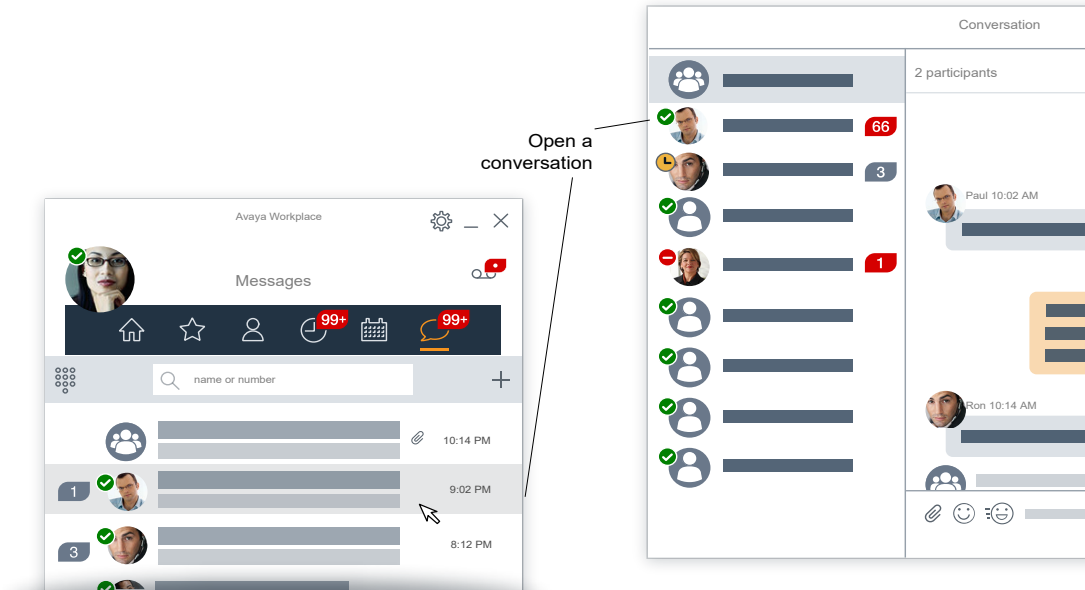 Conversation
2 participants
66
3
1
Paul 10:02 AM
Ron 10:14 AM
Open a
conversation
Avaya Workplace
Messages
99+
99+
name or number
10:14 PM
1
9:02 PM
3
8:12 PM